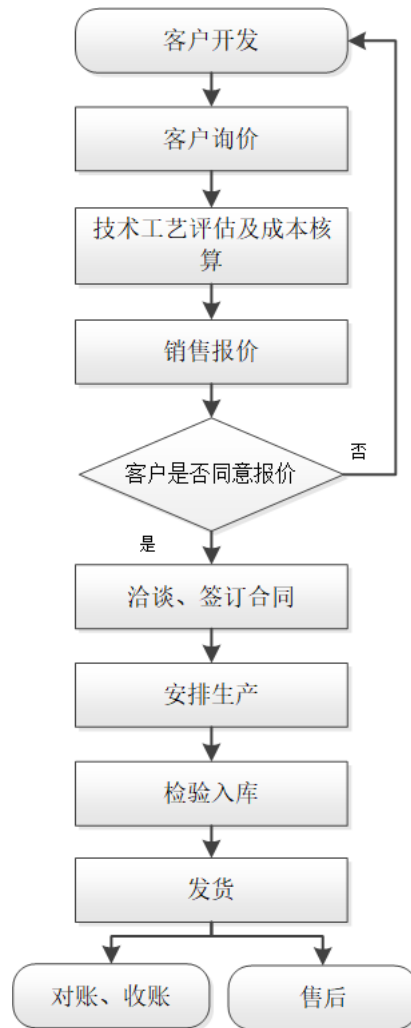 客户开发
客户询价
技术工艺评估及成本核
算
销售报价
客户是否同意报价
否
是
洽谈、签订合同
安排生产
检验入库
发货
对账、收账
售后